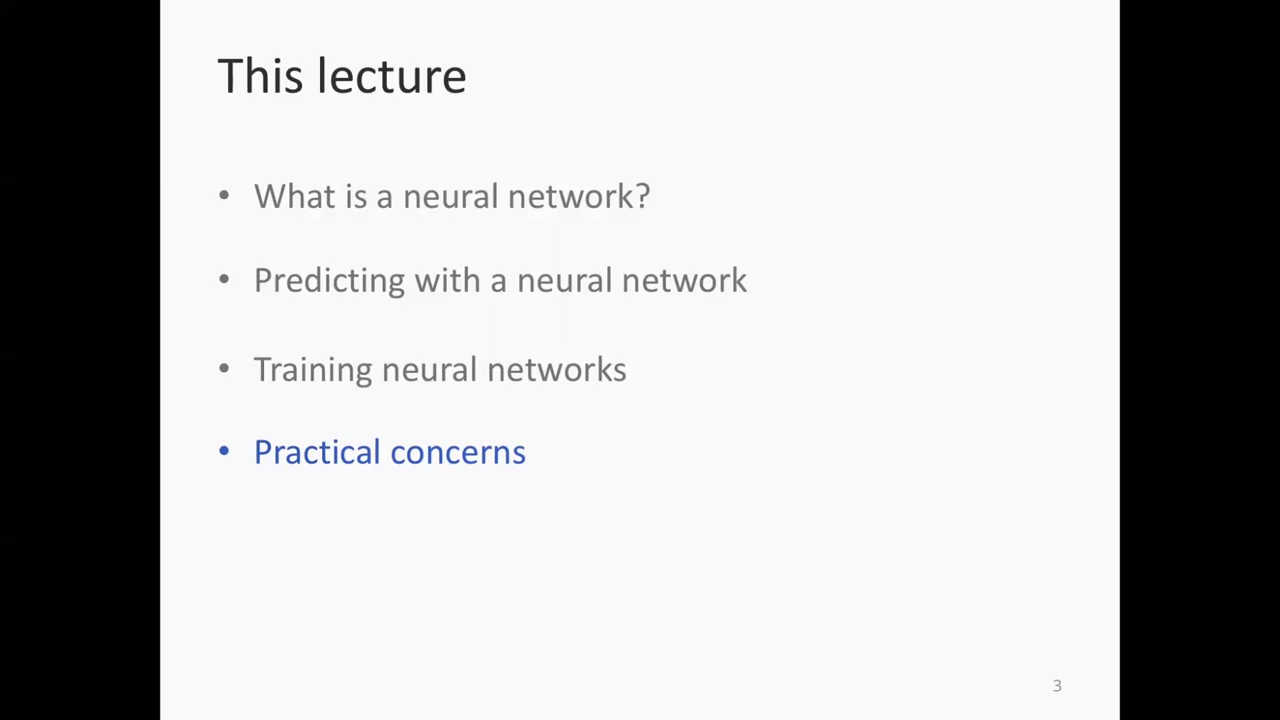 This lecture
• What is a neural network?
• Predicting with a neural network
• Training neural networks
• Practical concerns
3